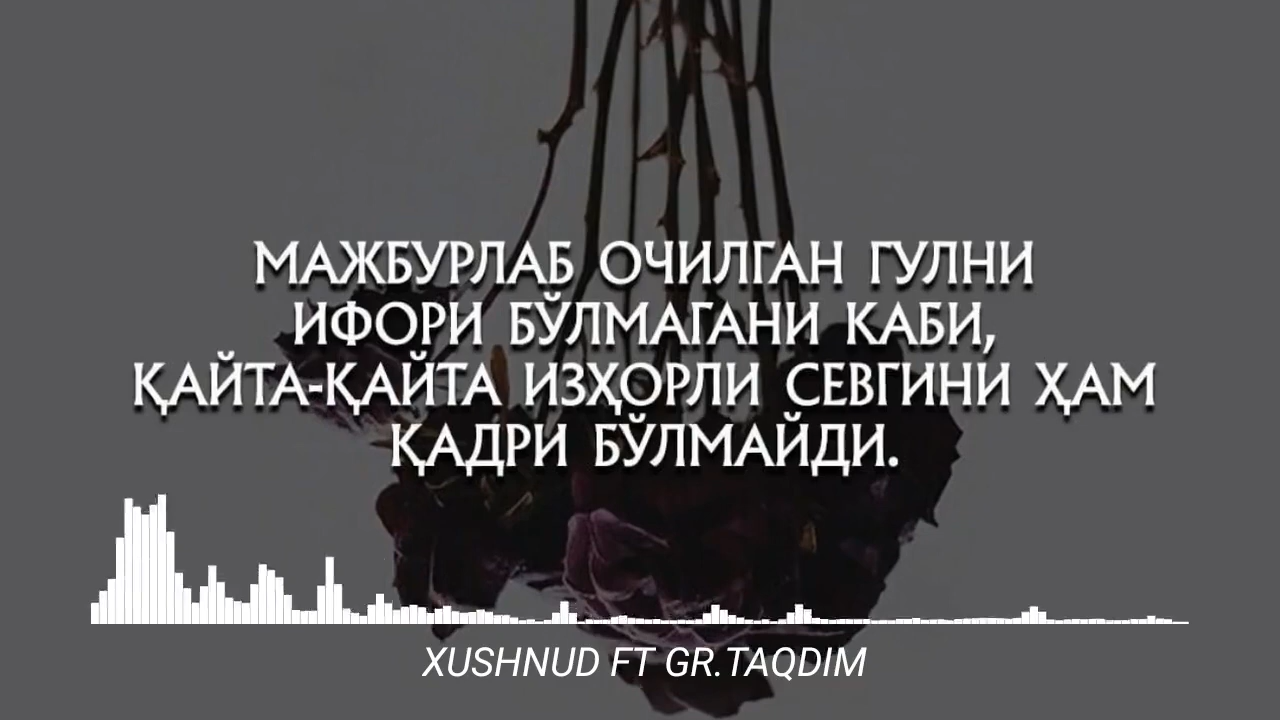 МАЖБУРЛАБ ОЧИЛГАН ГУЛНИ
ИФОРИ БЎЛМАГАНИ КАБИ,
ҚАЙТА-ҚАЙТА ИЗҲОРЛИ СЕВГИНИ ҲАМ
ҚАДРИ БЎЛМАЙДИ.
XUSHNUD FT GR.TAQDIM